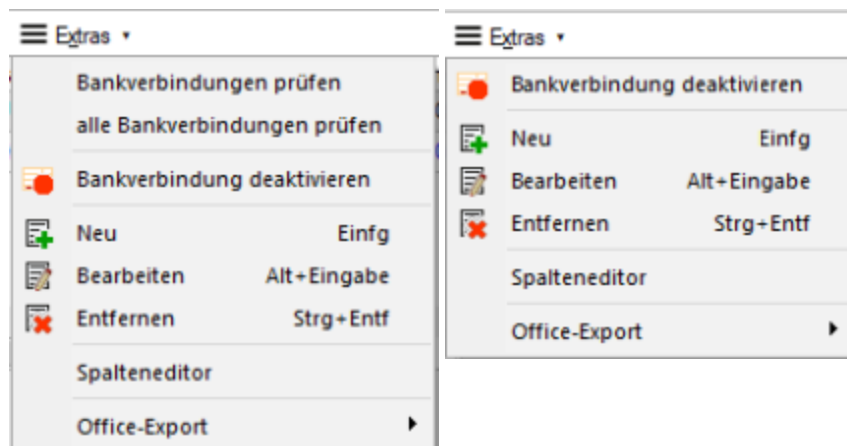 Extras
Bankverbindungen prüfen
alle Bankverbindungen prüfen
Bankverbindung deaktivieren
Neu Einfg
Bearbeiten Alt+Eingabe
Entfernen Strg+Entf
Spalteneditor
Office-Export
Extras
Bankverbindung deaktivieren
Neu Einfg
Bearbeiten Alt+Eingabe
Entfernen Strg+Entf
Spalteneditor
Office-Export